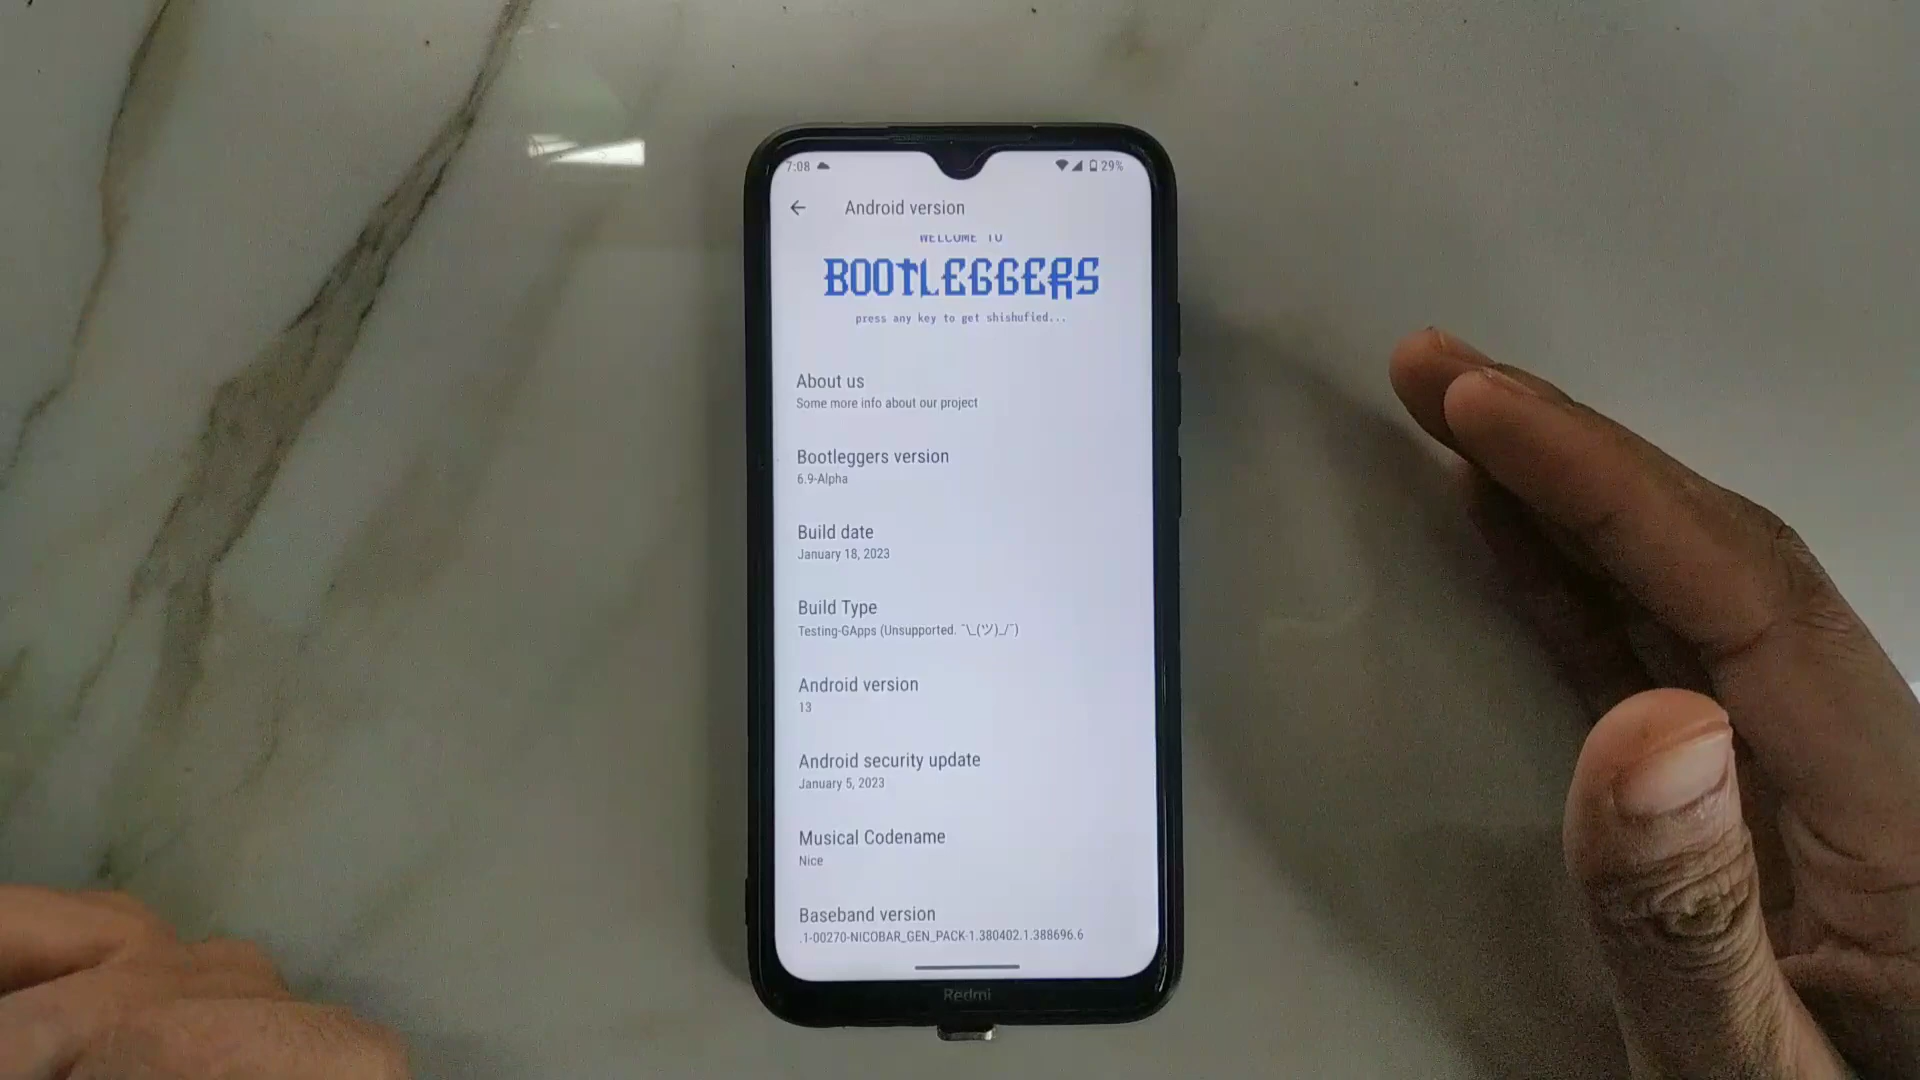 7:08 29%
Android version
WELCOME TO
BOOTLEGGERS
press any key to get shishufied...
About us
Some more info about our project
Bootleggers version
6.9-Alpha
Build date
January 18, 2023
Build Type
Testing-GApps (Unsupported. ¯\_(ツ)_/¯)
Android version
13
Android security update
January 5, 2023
Musical Codename
Nice
Baseband version
.1-00270-NICOBAR_GEN_PACK-1.380402.1.388696.6
Redmi